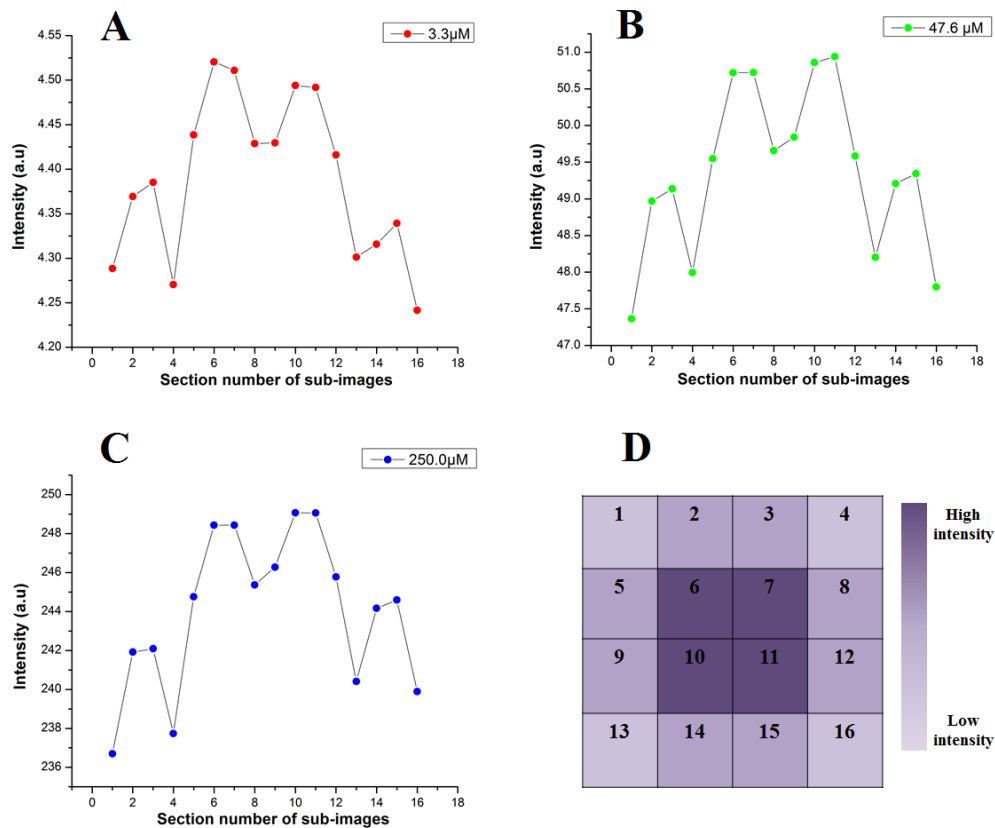 A
3.3µM
4.55
4.50
4.45
4.40
4.35
4.30
4.25
4.20
Intensity (a.u)
0 2 4 6 8 10 12 14 16 18
Section number of sub-images
B
47.6 µM
51.0
50.5
50.0
49.5
49.0
48.5
48.0
47.5
47.0
Intensity (a.u)
0 2 4 6 8 10 12 14 16 18
Section number of sub-images
C
250.0µM
250
248
246
244
242
240
238
236
Intensity (a.u)
0 2 4 6 8 10 12 14 16 18
Section number of sub-images
D
1 2 3 4
5 6 7 8
9 10 11 12
13 14 15 16
High
intensity
Low
intensity